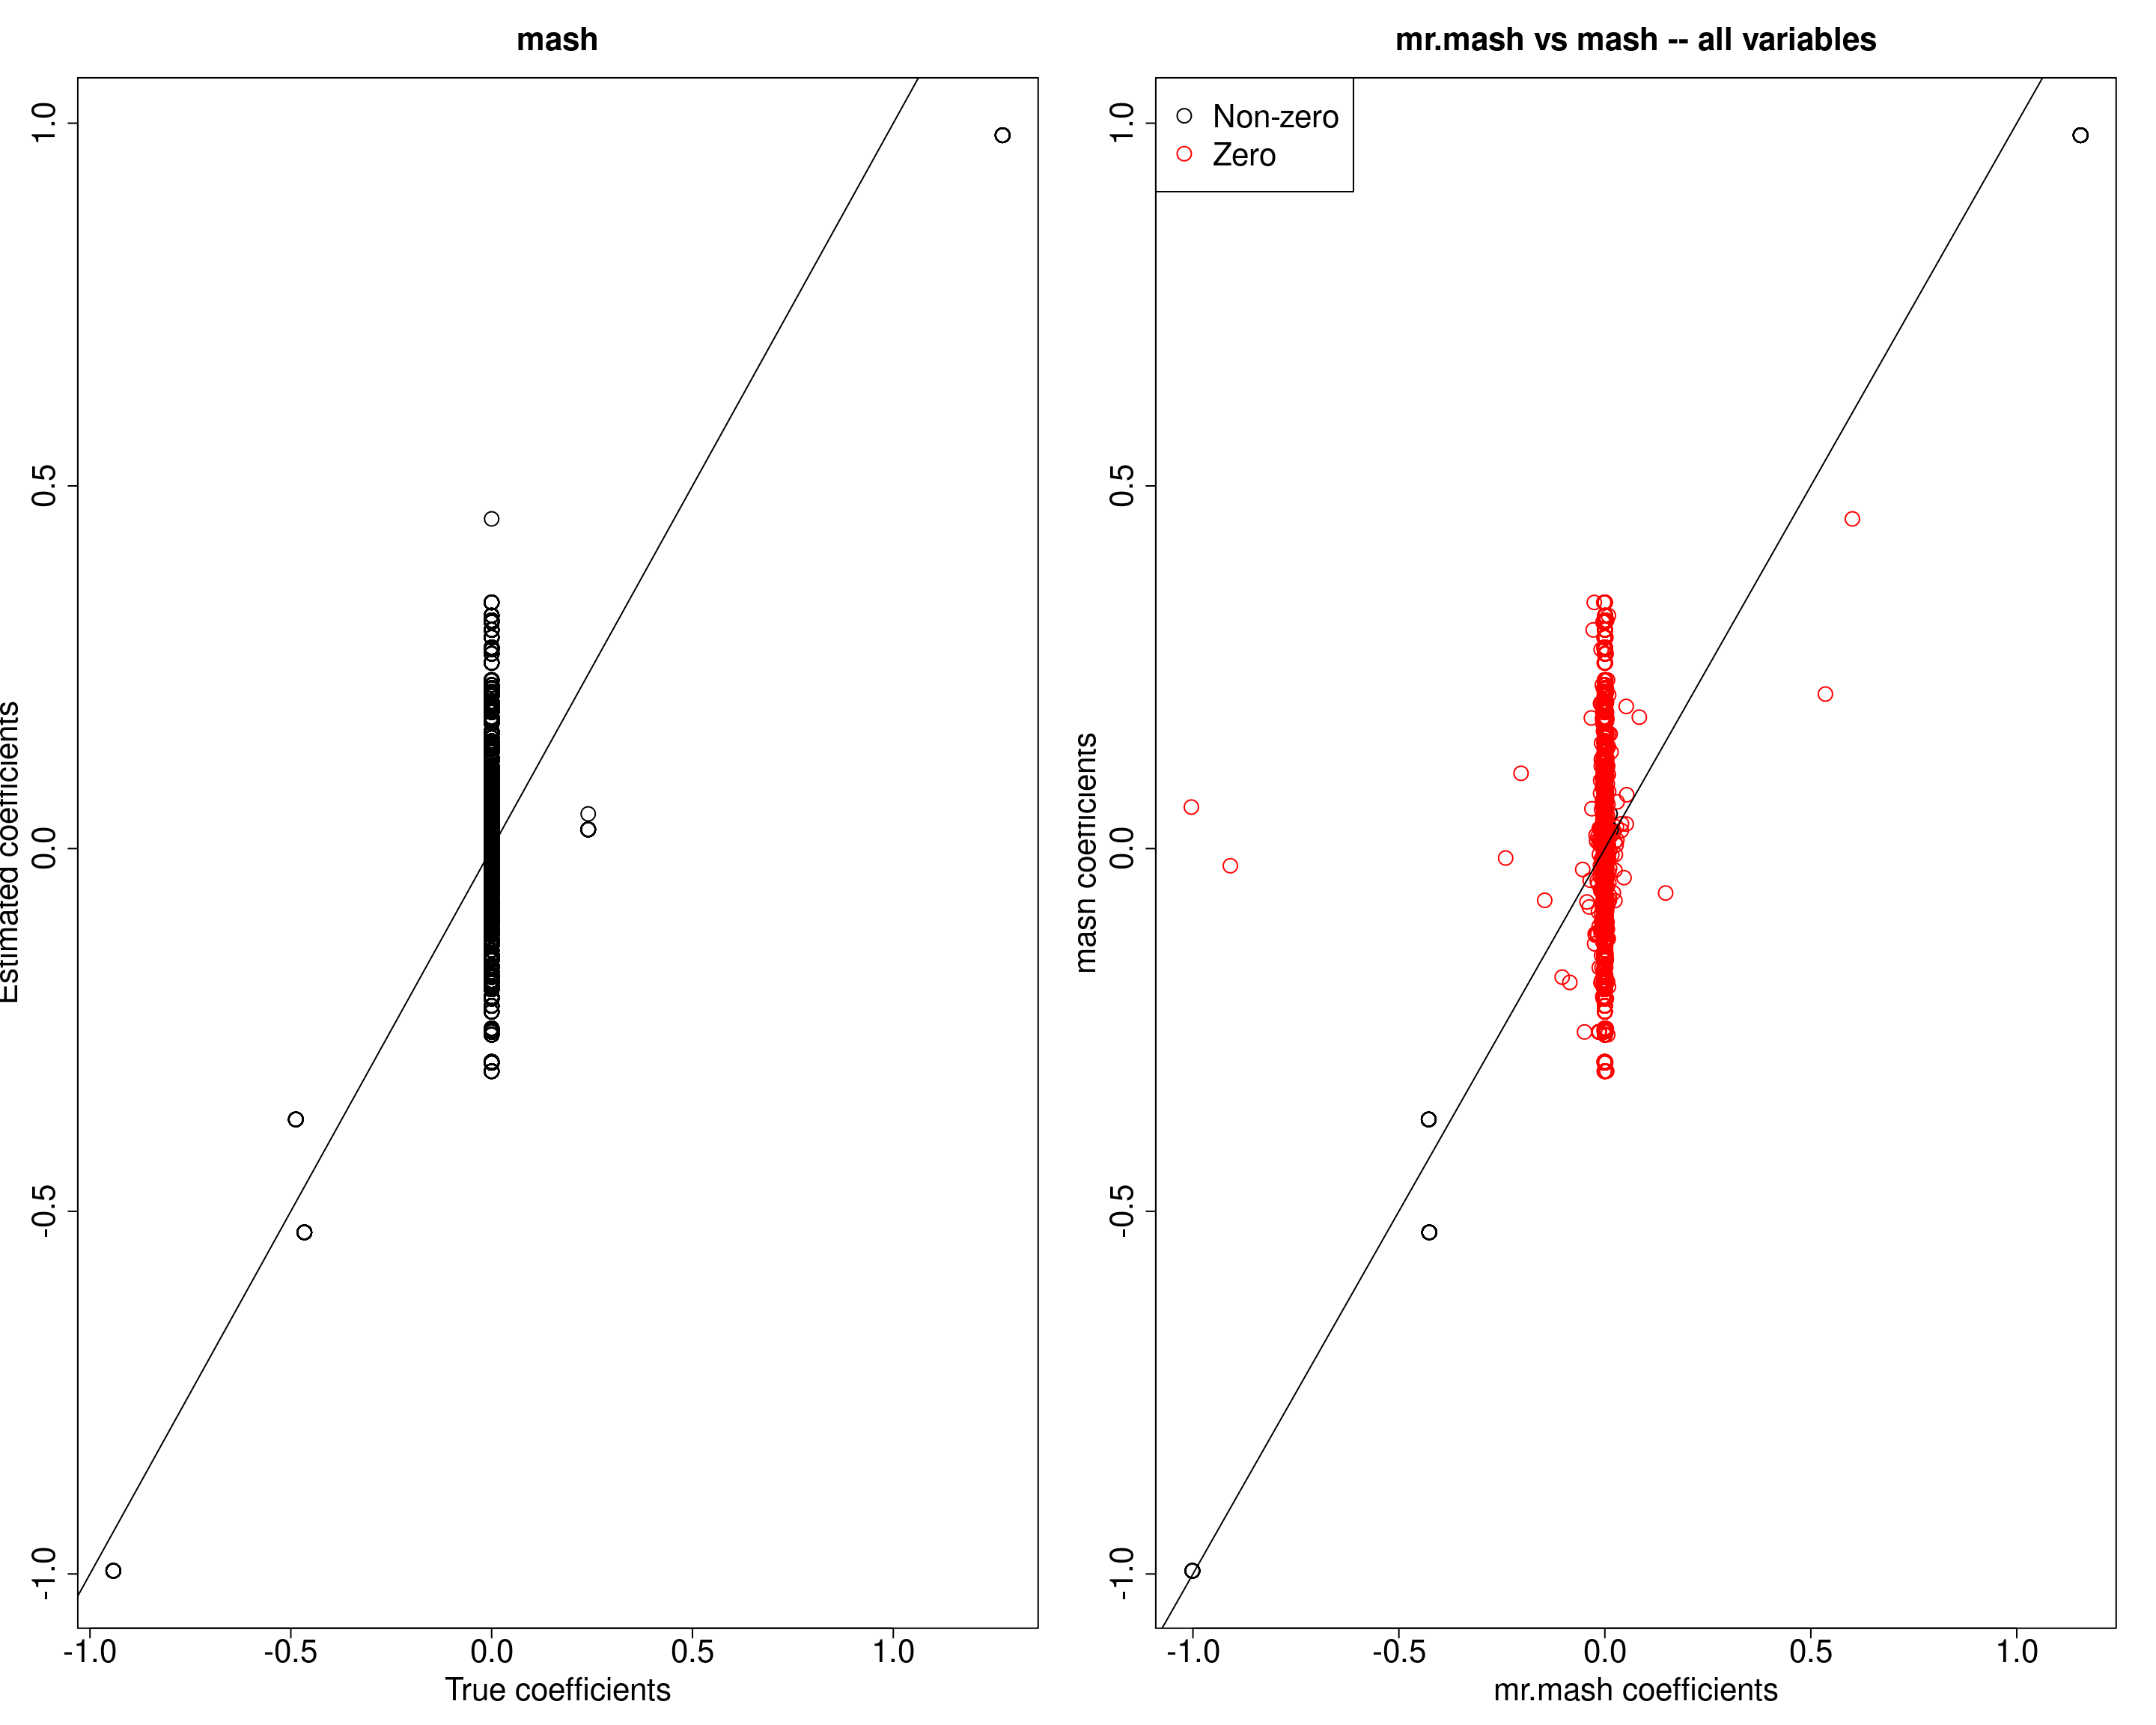 mash
Estimated coefficients
1.0
0.5
0.0
-0.5
-1.0
-1.0 -0.5 0.0 0.5 1.0
True coefficients
mr.mash vs mash -- all variables
Non-zero
Zero
mash coefficients
1.0
0.5
0.0
-0.5
-1.0
-1.0 -0.5 0.0 0.5 1.0
mr.mash coefficients